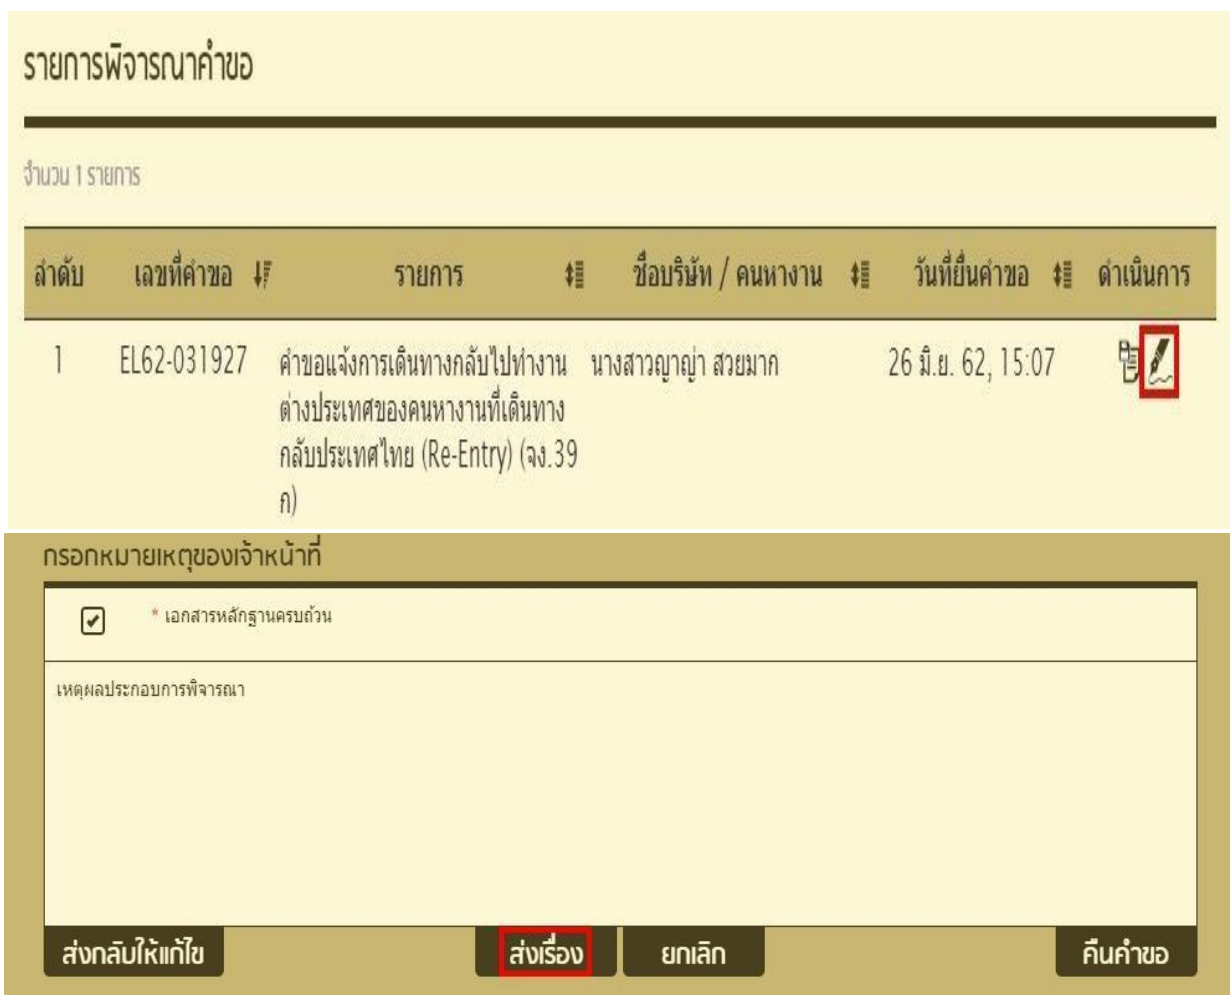 รายการพิจารณาคำขอ
จำนวน 1 รายการ
ลำดับ เลขที่คำขอ รายการ ชื่อบริษัท / คนหางาน วันที่ยื่นคำขอ ดำเนินการ
1 EL62-031927 คำขอแจ้งการเดินทางกลับไปทำงาน นางสาวญาญ่า สวยมาก 26 มิ.ย. 62, 15:07
ต่างประเทศของคนหางานที่เดินทาง
กลับประเทศไทย (Re-Entry) (จง.39
ก)
กรอกหมายเหตุของเจ้าหน้าที่
* เอกสารหลักฐานครบถ้วน
เหตุผลประกอบการพิจารณา
ส่งกลับให้แก้ไข ส่งเรื่อง ยกเลิก คืนคำขอ